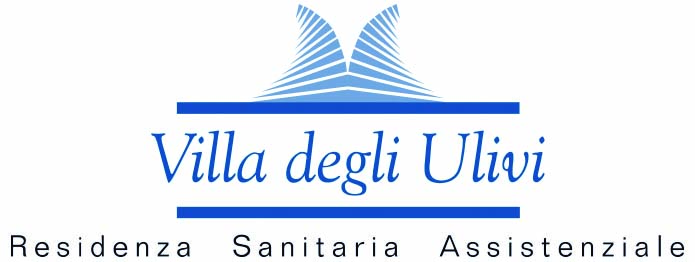 Villa degli Ulivi
Residenza Sanitaria Assistenziale